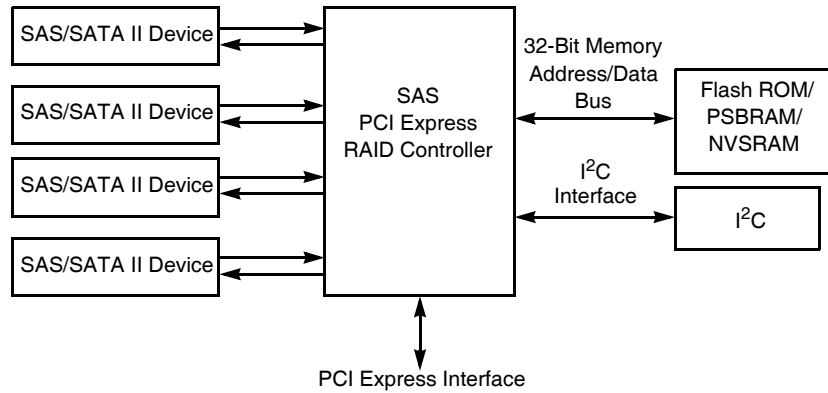 SAS/SATA II Device
SAS/SATA II Device
SAS/SATA II Device
SAS/SATA II Device
SAS
PCI Express
RAID Controller
32-Bit Memory
Address/Data
Bus
Flash ROM/
PSBRAM/
NVSRAM
I²C
Interface
I²C
PCI Express Interface